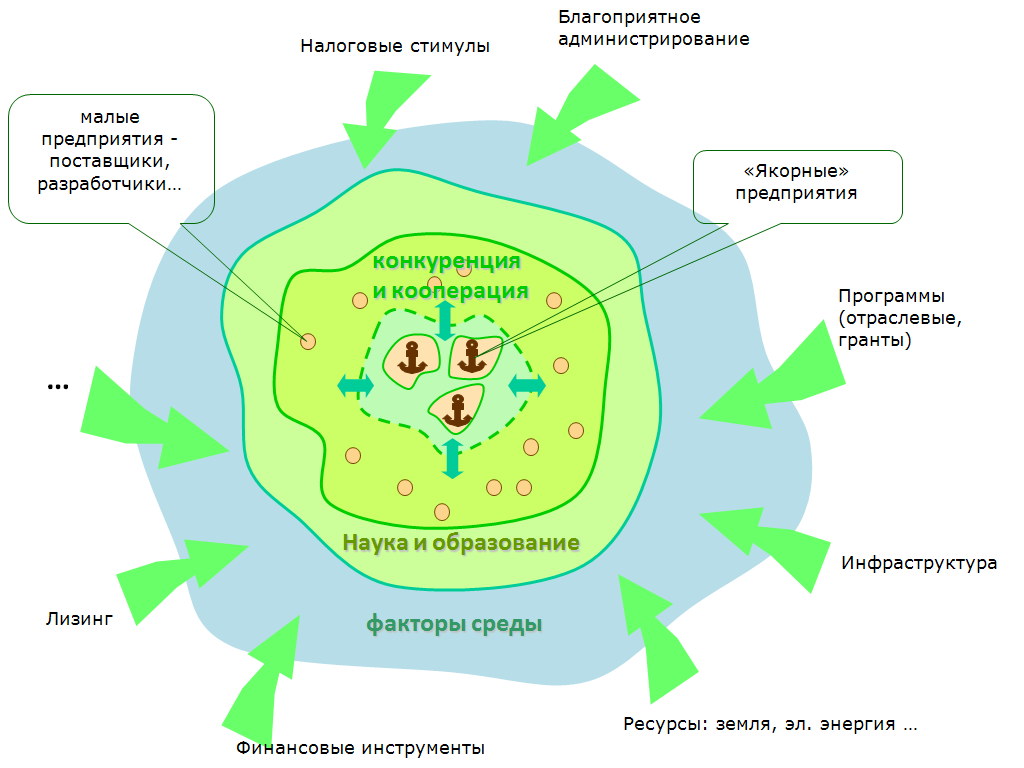 Благоприятное
администрирование
Налоговые стимулы
малые
предприятия -
поставщики,
разработчики…
«Якорные»
предприятия
конкуренция
и кооперация
Программы
(отраслевые,
гранты)
…
Наука и образование
Инфраструктура
Лизинг
факторы среды
Ресурсы: земля, эл. энергия …
Финансовые инструменты